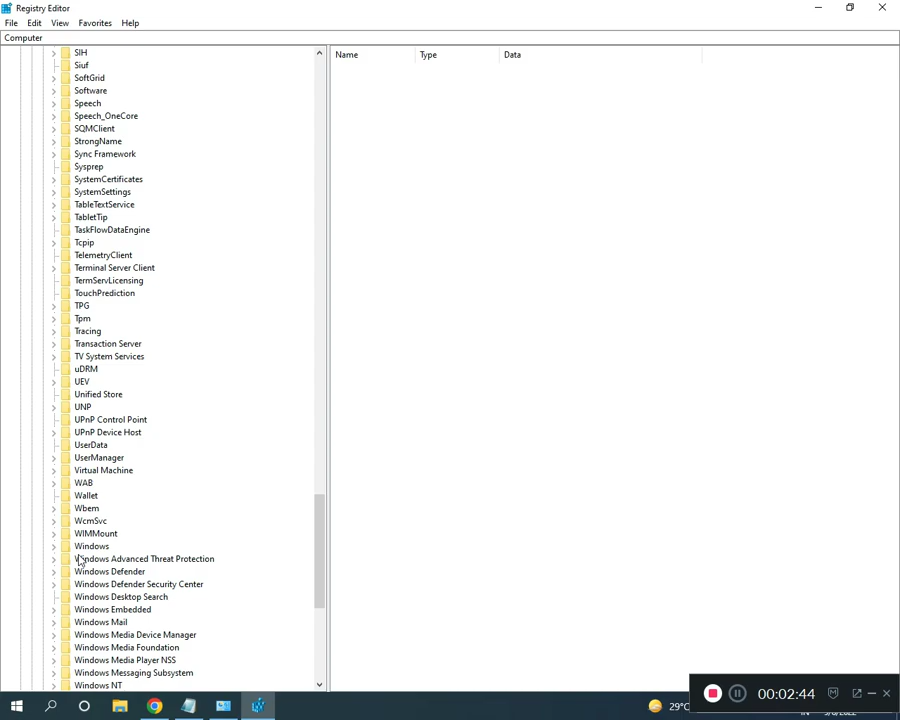 Registry Editor
File Edit View Favorites Help
Computer
Name Type Data
SIH
Siuf
SoftGrid
Software
Speech
Speech_OneCore
SQMClient
StrongName
Sync Framework
Sysprep
SystemCertificates
SystemSettings
TableTextService
TabletTip
TaskFlowDataEngine
Tcpip
TelemetryClient
Terminal Server Client
TermServLicensing
TouchPrediction
TPG
Tpm
Tracing
Transaction Server
TV System Services
uDRM
UEV
Unified Store
UNP
UPnP Control Point
UPnP Device Host
UserData
UserManager
Virtual Machine
WAB
Wallet
Wbem
WcmSvc
WIMMount
Windows
Windows Advanced Threat Protection
Windows Defender
Windows Defender Security Center
Windows Desktop Search
Windows Embedded
Windows Mail
Windows Media Device Manager
Windows Media Foundation
Windows Media Player NSS
Windows Messaging Subsystem
Windows NT
00:02:44
29°C